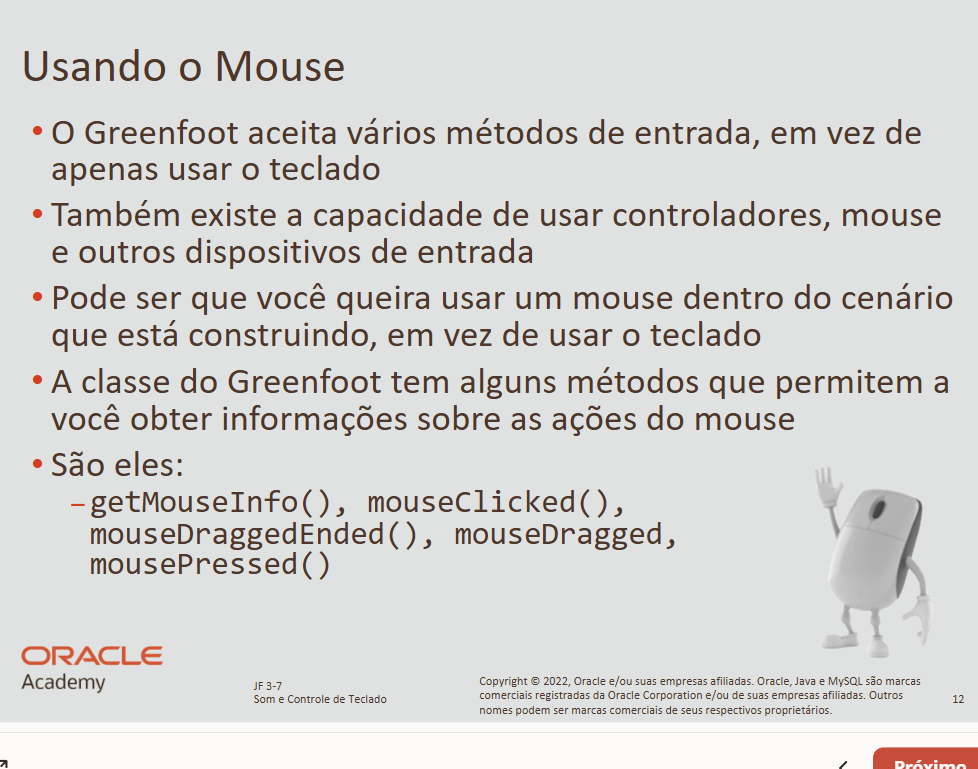 Usando o Mouse
• O Greenfoot aceita vários métodos de entrada, em vez de
apenas usar o teclado
• Também existe a capacidade de usar controladores, mouse
e outros dispositivos de entrada
• Pode ser que você queira usar um mouse dentro do cenário
que está construindo, em vez de usar o teclado
• A classe do Greenfoot tem alguns métodos que permitem a
você obter informações sobre as ações do mouse
• São eles:
– getMouseInfo(), mouseClicked(),
mouseDraggedEnded(), mouseDragged,
mousePressed()
ORACLE
Academy
JF 3-7
Som e Controle de Teclado
Copyright © 2022, Oracle e/ou suas empresas afiliadas. Oracle, Java e MySQL são marcas
comerciais registradas da Oracle Corporation e/ou de suas empresas afiliadas. Outros
nomes podem ser marcas comerciais de seus respectivos proprietários.
12
Próximo